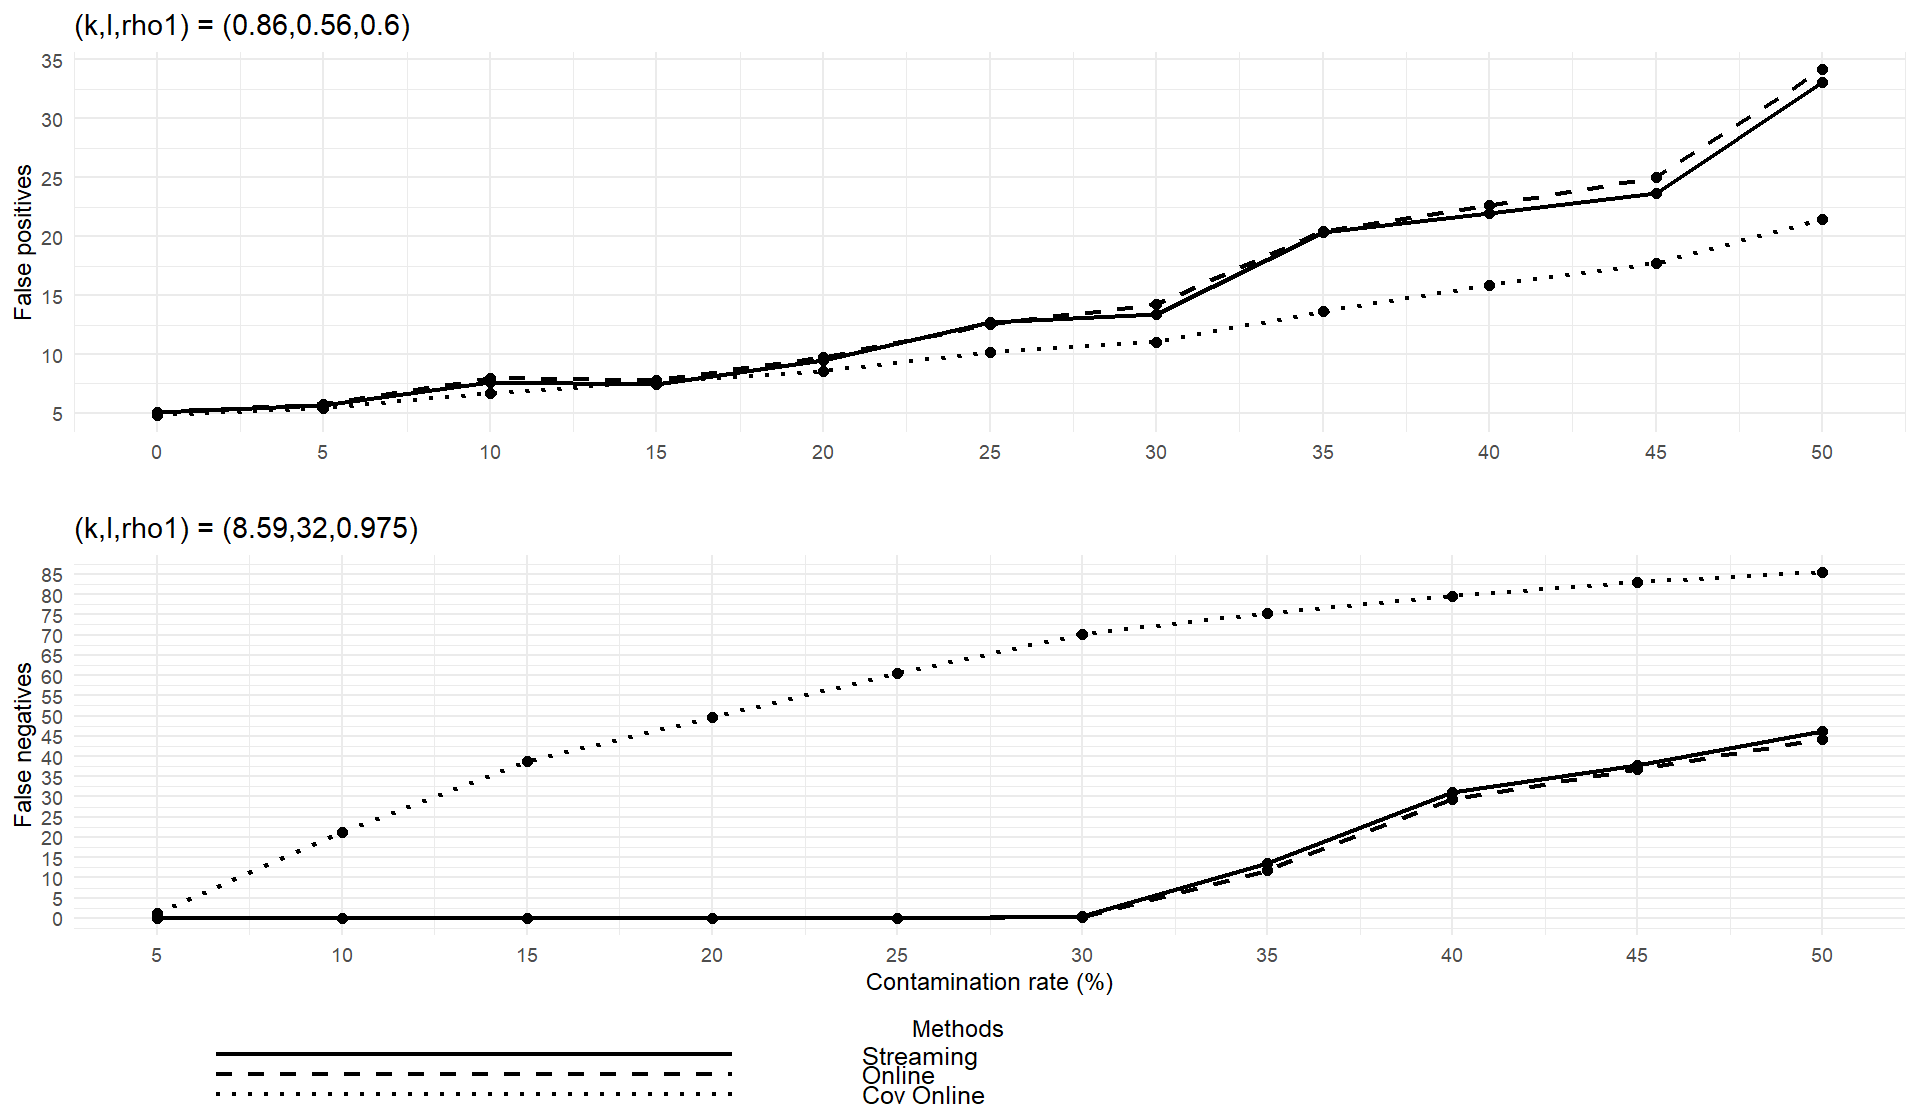 (k,l,rho1) = (0.86,0.56,0.6)
35
30
25
20
15
10
5
False positives
0 5 10 15 20 25 30 35 40 45 50
(k,l,rho1) = (8.59,32,0.975)
85
80
75
70
65
60
55
50
45
40
35
30
25
20
15
10
5
0
False negatives
5 10 15 20 25 30 35 40 45 50
Contamination rate (%)
Methods
Streaming
Online
Cov Online